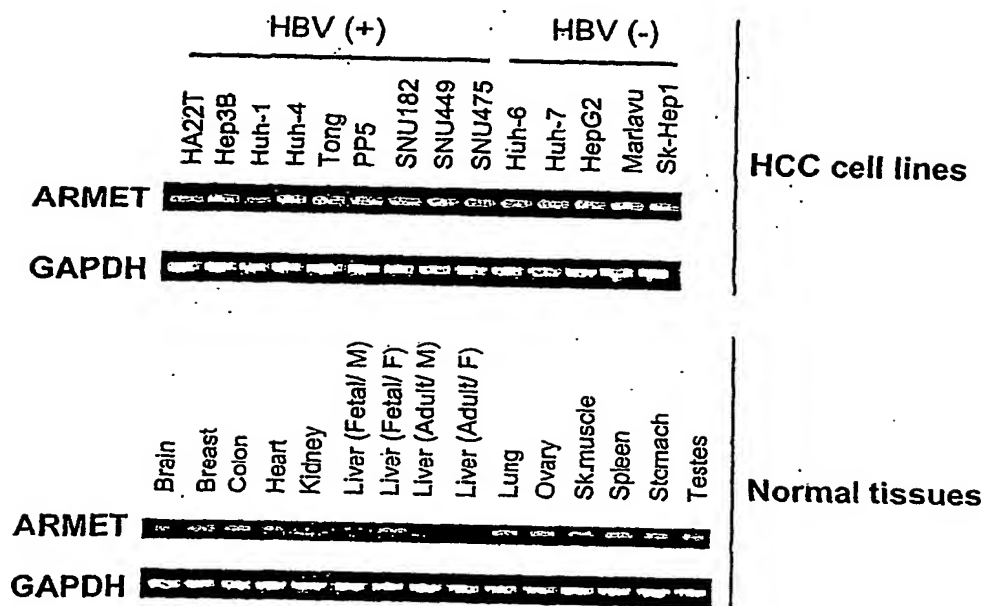 HBV (+) HBV (-)
HA22T Hep3B Huh-1 Huh-4 Tong PP5 SNU182 SNU449 SNU475 Huh-6 Huh-7 HepG2 Marlavu Sk-Hep1
ARMET
GAPDH
HCC cell lines
Brain Breast Colon Heart Kidney Liver (Fetal/ M) Liver (Fetal/ F) Liver (Adult/ M) Liver (Adult/ F) Lung Ovary Sk.muscle Spleen Stomach Testes
ARMET
GAPDH
Normal tissues